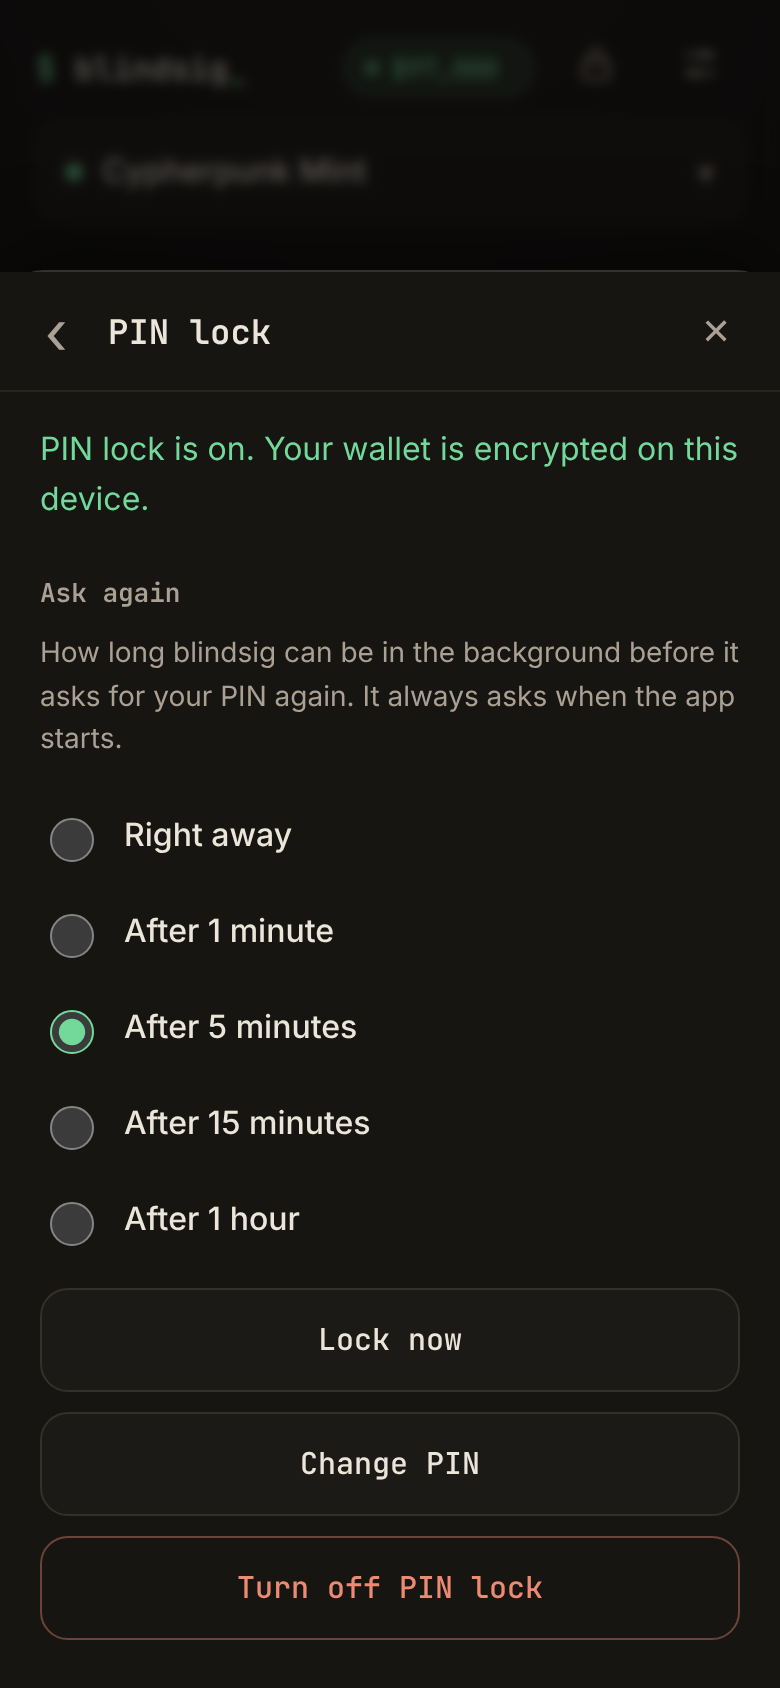 $ blindsig_
Cypherpunk Mint
PIN lock
PIN lock is on. Your wallet is encrypted on this
device.
Ask again
How long blindsig can be in the background before it
asks for your PIN again. It always asks when the app
starts.
Right away
After 1 minute
After 5 minutes
After 15 minutes
After 1 hour
Lock now
Change PIN
Turn off PIN lock